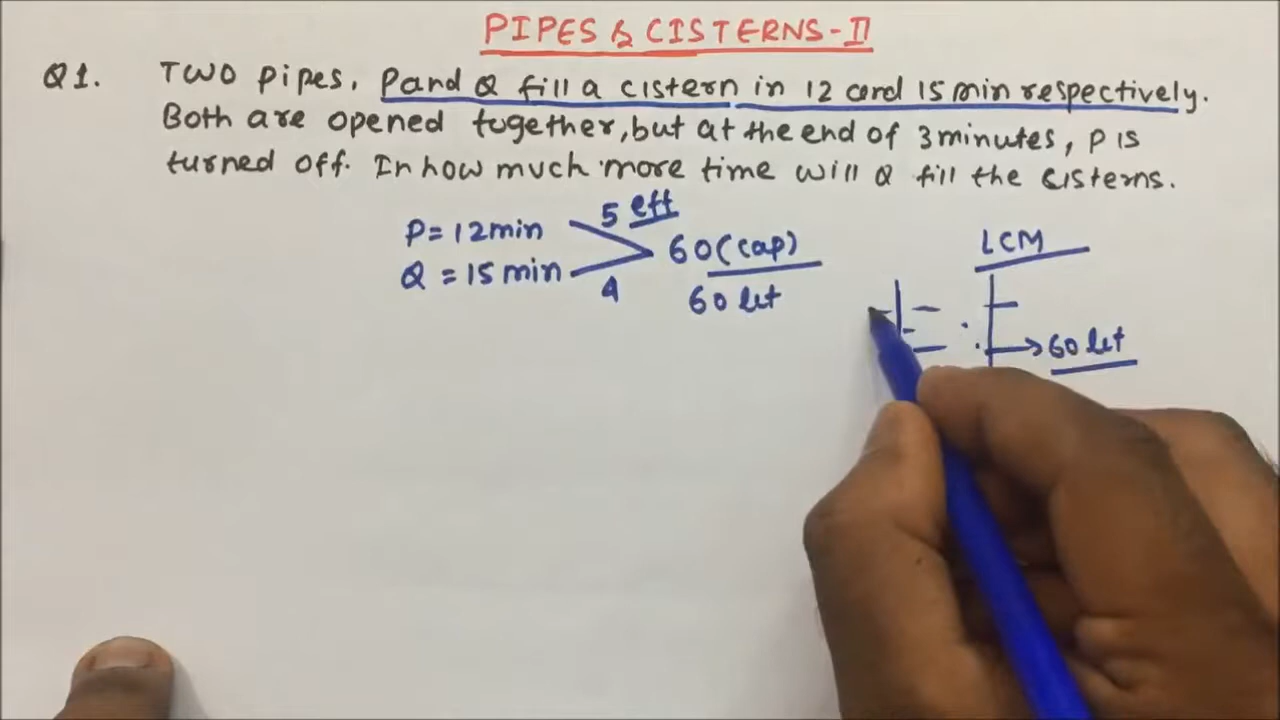 PIPES & CISTERNS-II
Q1. TWO pipes, P and Q fill a cistern in 12 and 15 min respectively.
Both are opened together, but at the end of 3 minutes, P is
turned off. In how much more time will Q fill the cisterns.
5 eff
P = 12 min
60 (cap)
LCM
Q = 15 min
4
60 lit
60 lit